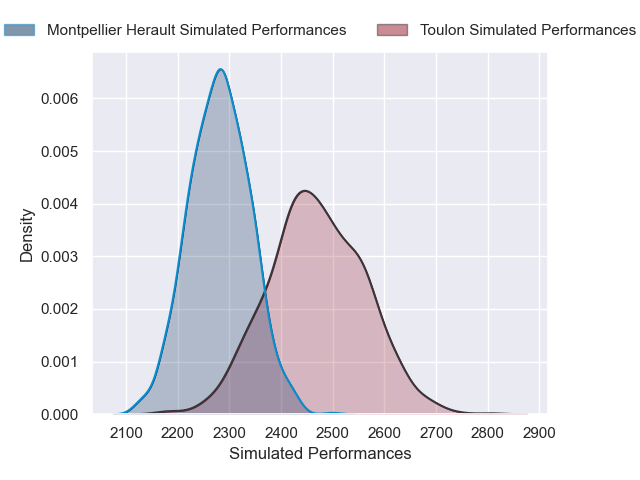 Montpellier Herault Simulated Performances Toulon Simulated Performances
0.006
0.005
0.004
0.003
0.002
0.001
0.000
Density
2100 2200 2300 2400 2500 2600 2700 2800 2900
Simulated Performances